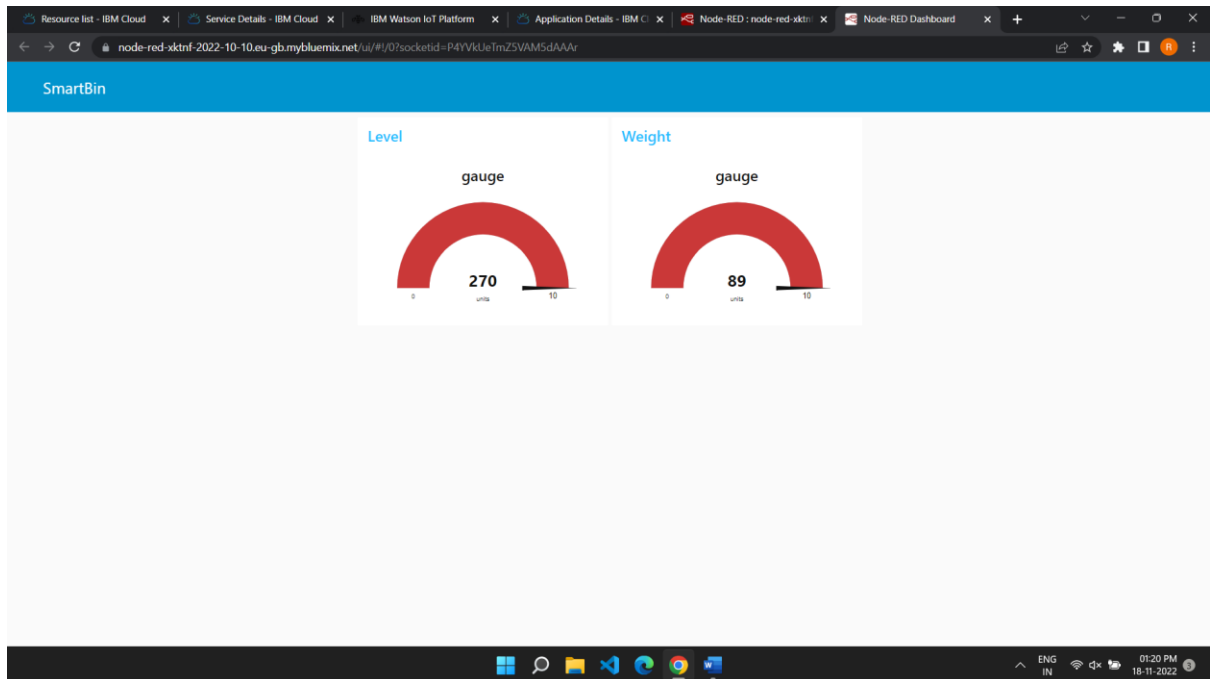 Resource list - IBM Cloud
Service Details - IBM Cloud
IBM Watson IoT Platform
Application Details - IBM Cl
Node-RED : node-red-xktn
Node-RED Dashboard
node-red-xktnf-2022-10-10.eu-gb.mybluemix.net/ui/#!/0?socketid=P4YVkUeTmZ5VAM5dAAAr
R
SmartBin
Level
Weight
gauge
gauge
270
units
0
10
89
units
0
10
ENG
IN
01:20 PM
18-11-2022
3